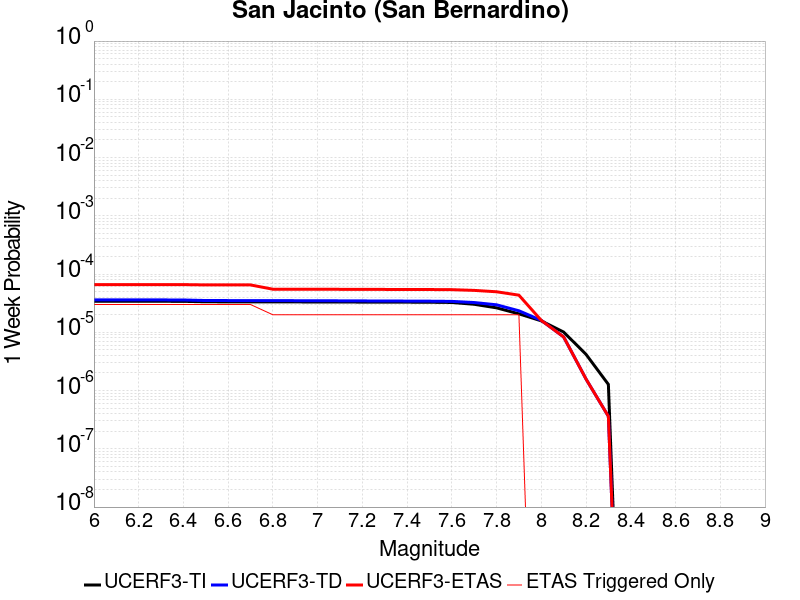 San Jacinto (San Bernardino)
10^0
10^-1
10^-2
10^-3
10^-4
10^-5
10^-6
10^-7
10^-8
1 Week Probability
6 6.2 6.4 6.6 6.8 7 7.2 7.4 7.6 7.8 8 8.2 8.4 8.6 8.8 9
Magnitude
UCERF3-TI UCERF3-TD UCERF3-ETAS ETAS Triggered Only